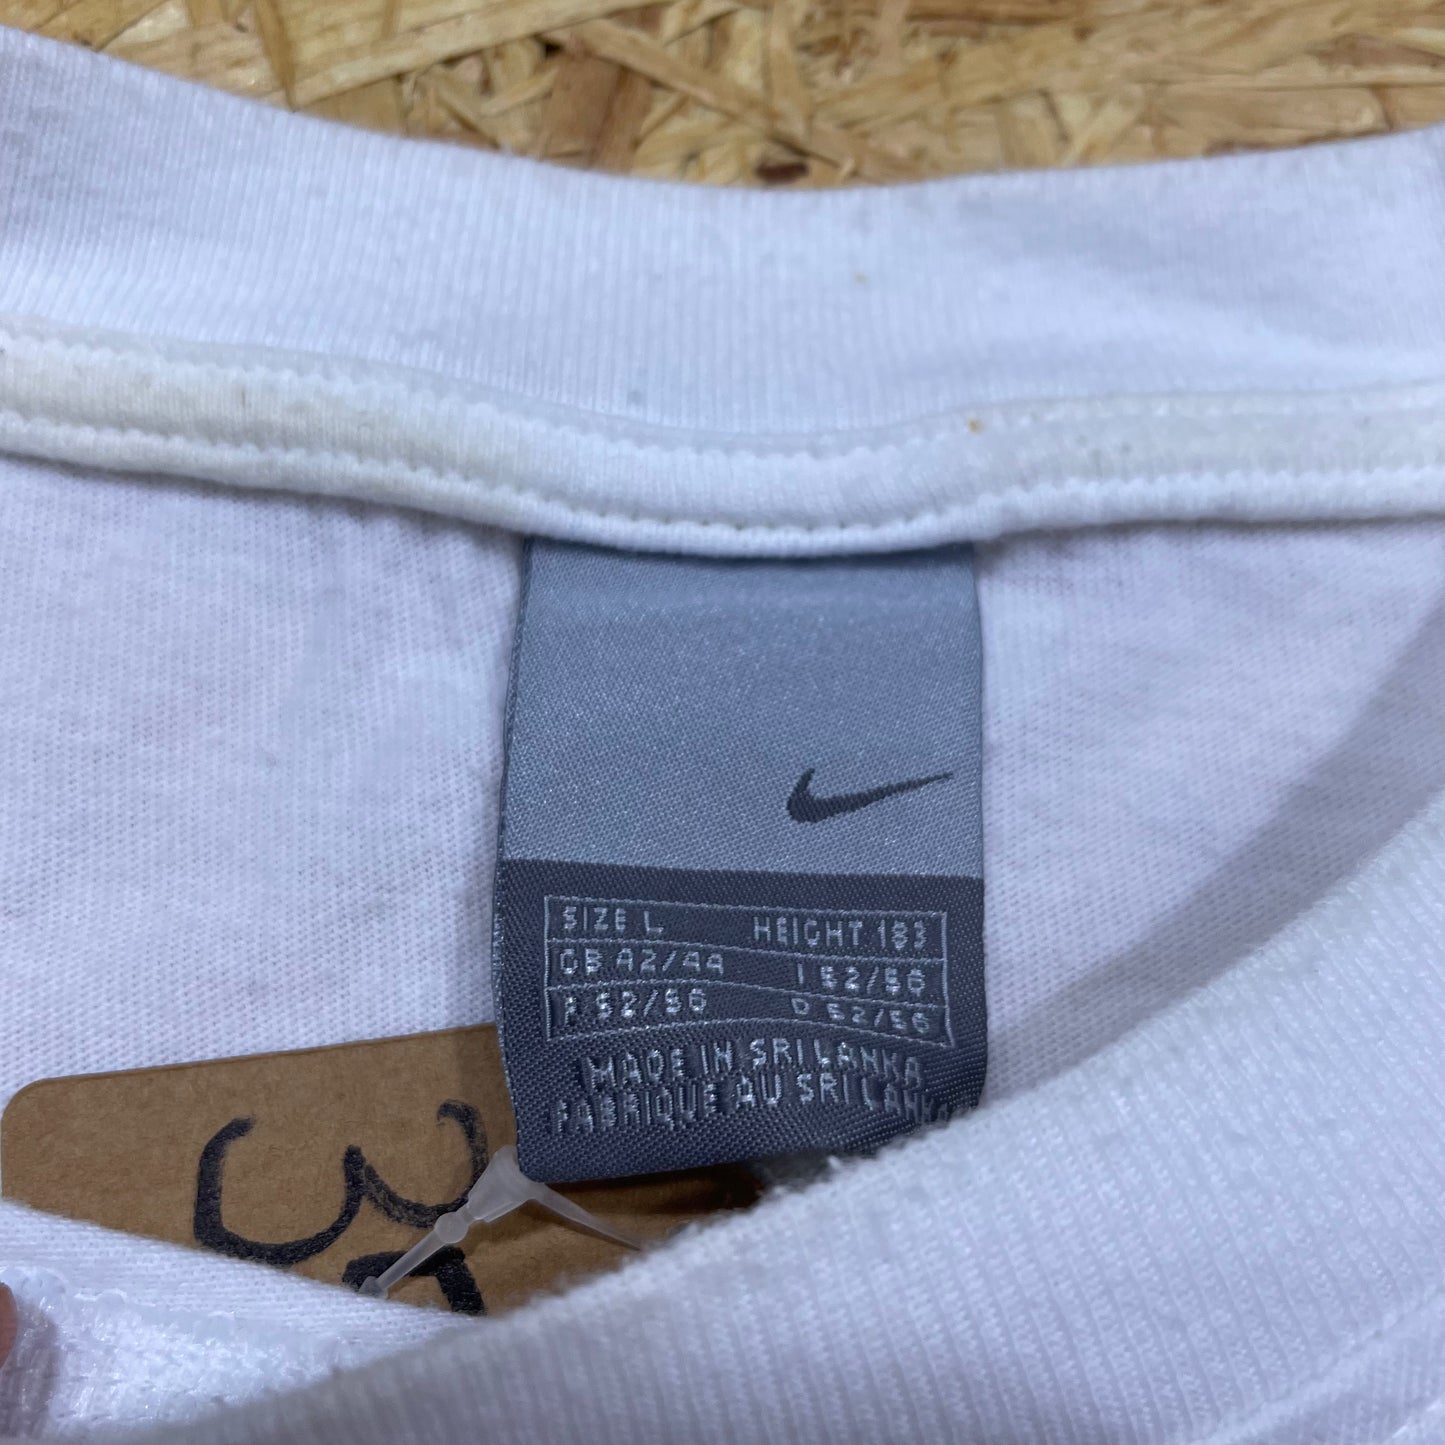 SIZE L HEIGHT 183
GB 42/44 I 52/56
F 52/56 D 52/56
MADE IN SRI LANKA
FABRIQUE AU SRI LANKA
3